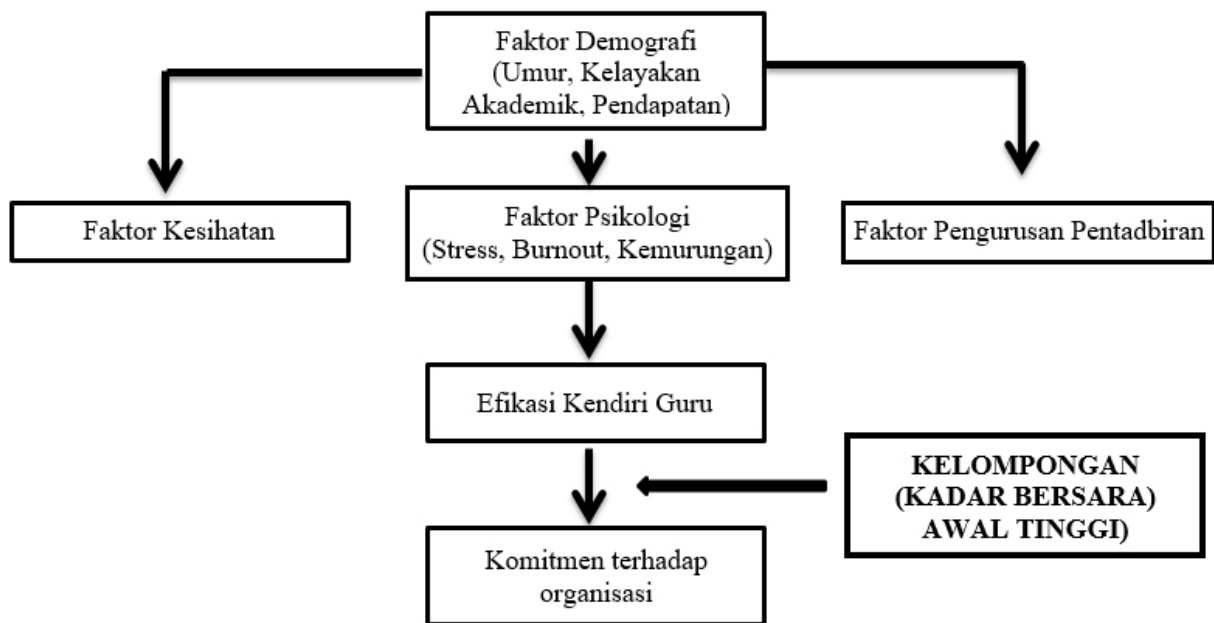 Faktor Demografi
(Umur, Kelayakan
Akademik, Pendapatan)
Faktor Kesihatan
Faktor Psikologi
(Stress, Burnout, Kemurungan)
Faktor Pengurusan Pentadbiran
Efikasi Kendiri Guru
KELOMPONGAN
(KADAR BERSARA)
AWAL TINGGI)
Komitmen terhadap
organisasi